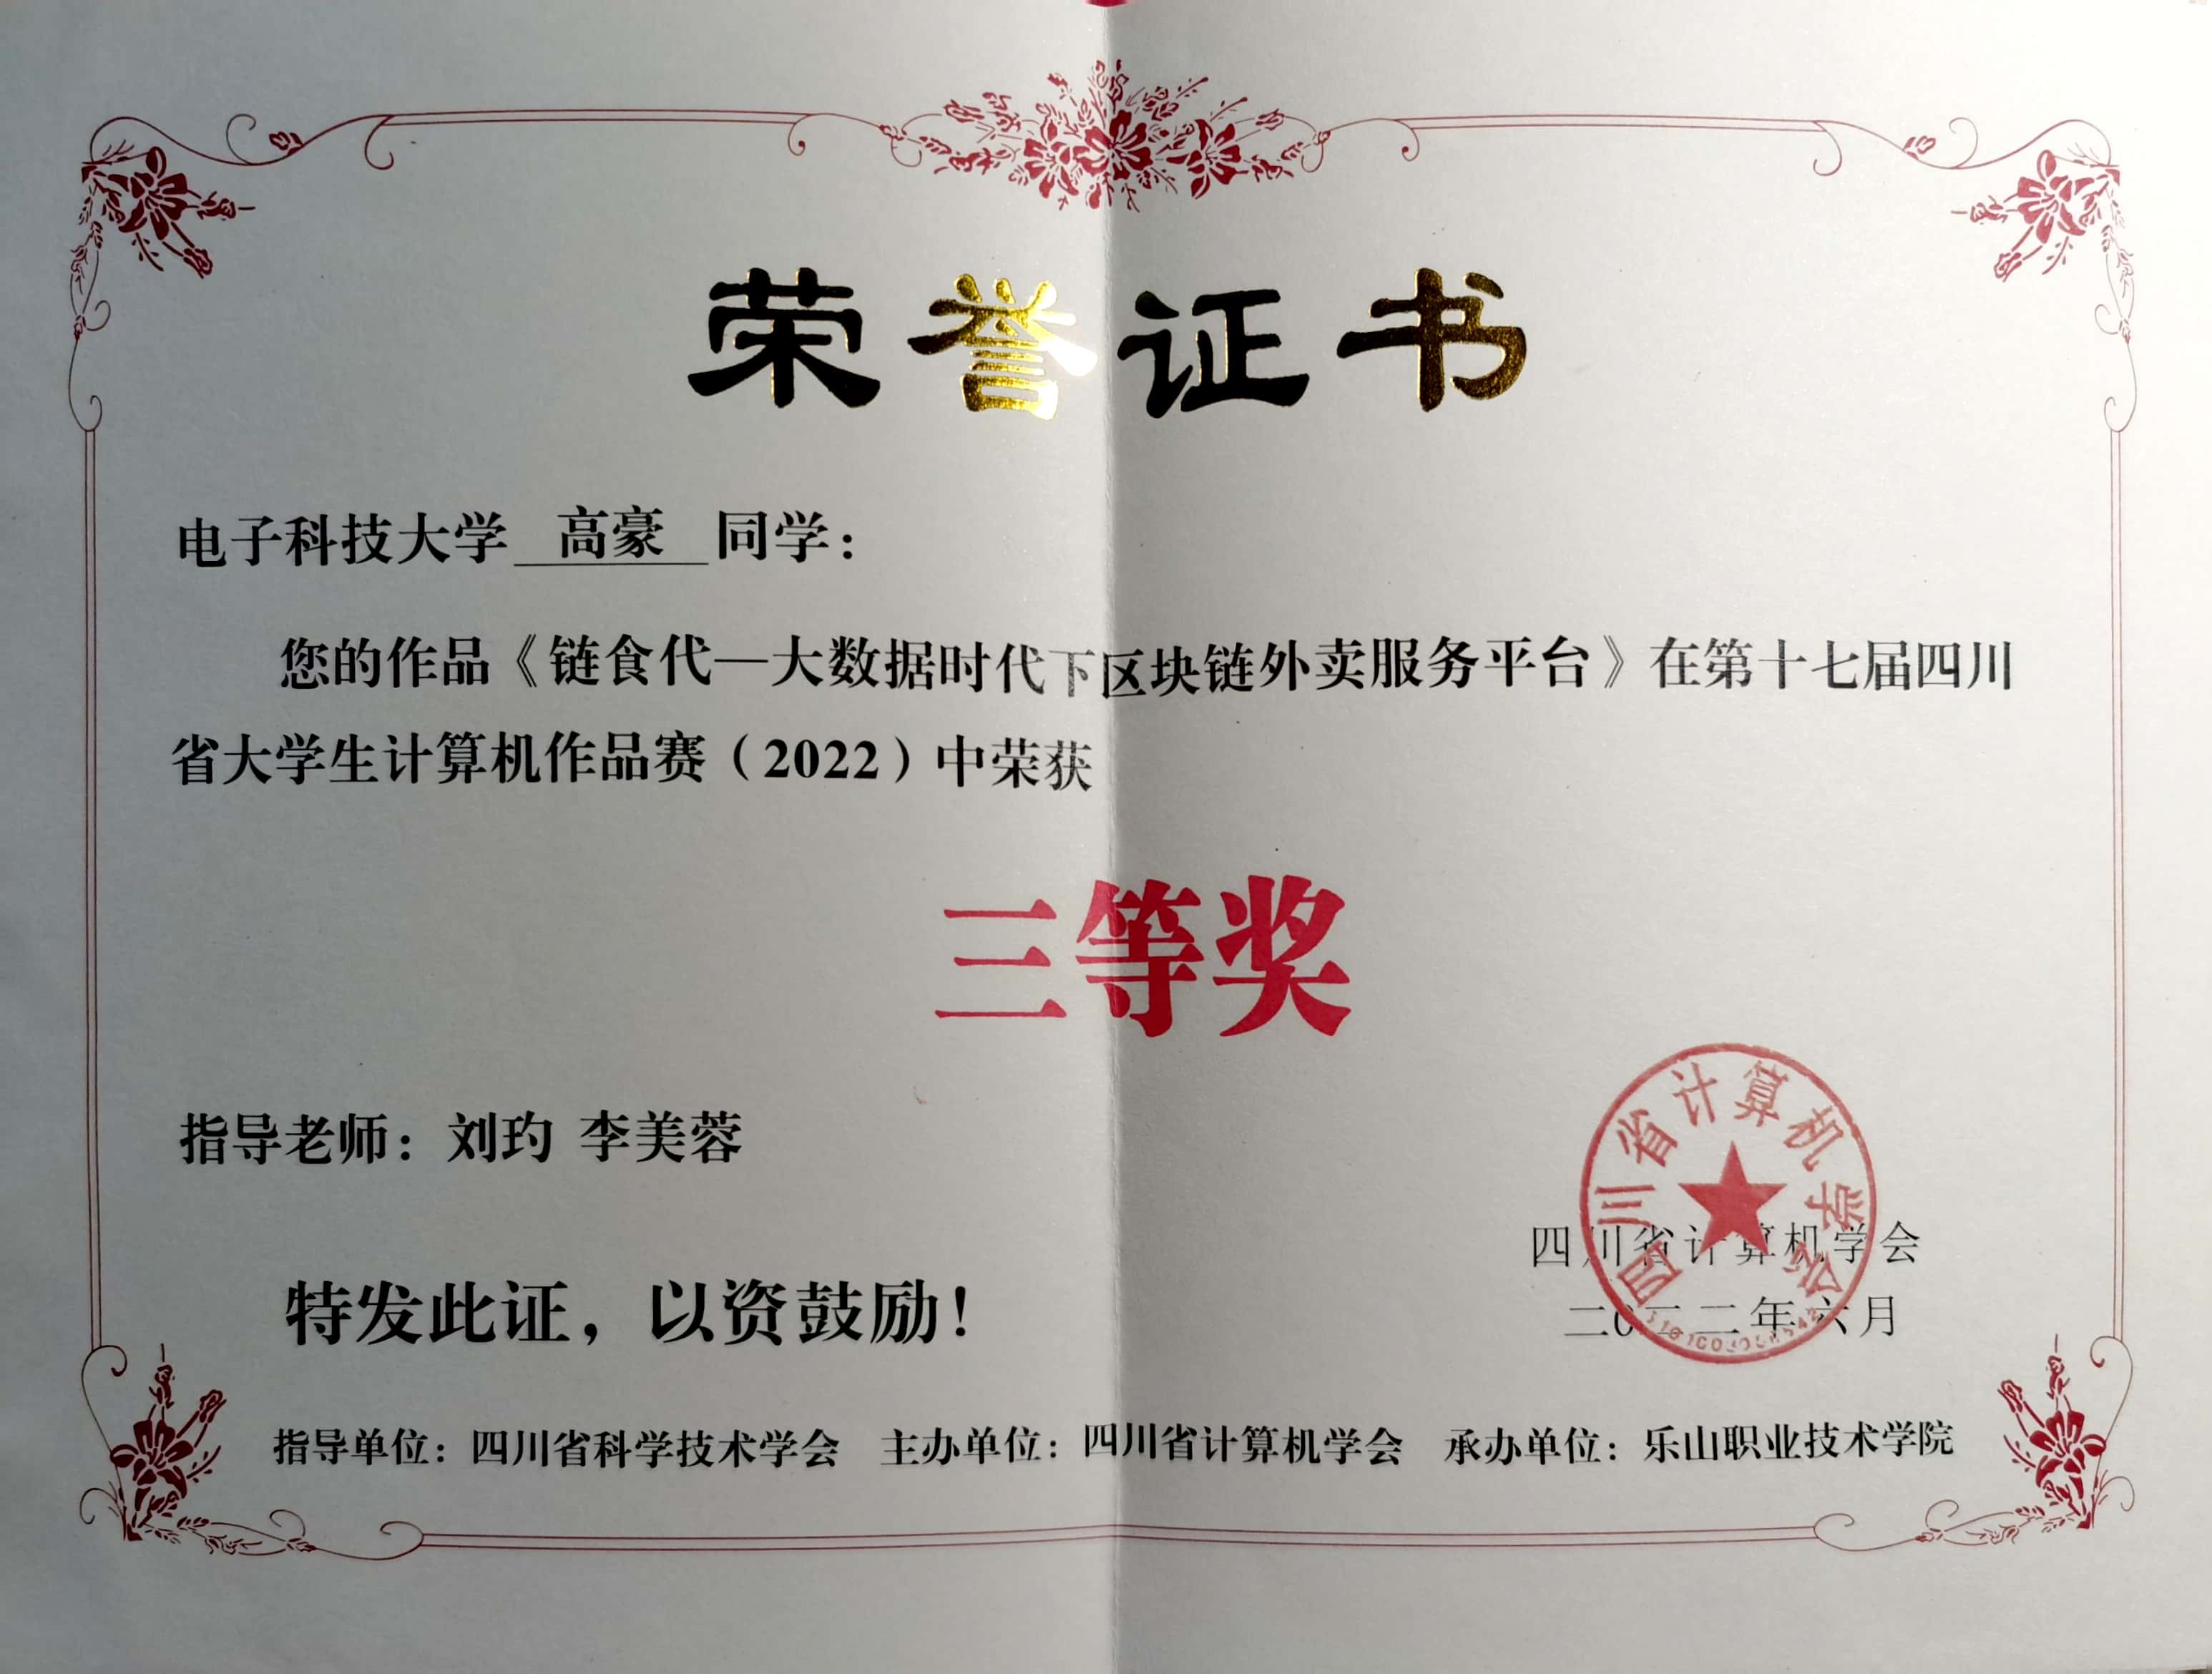 荣誉证书
电子科技大学 高豪 同学：
您的作品《链食代—大数据时代下区块链外卖服务平台》在第十七届四川
省大学生计算机作品赛（2022）中荣获
三等奖
指导老师：刘玓 李美蓉
四川省计算机学会
四川省计算机学会
二〇二二年六月
特发此证，以资鼓励！
指导单位：四川省科学技术学会 主办单位：四川省计算机学会 承办单位：乐山职业技术学院